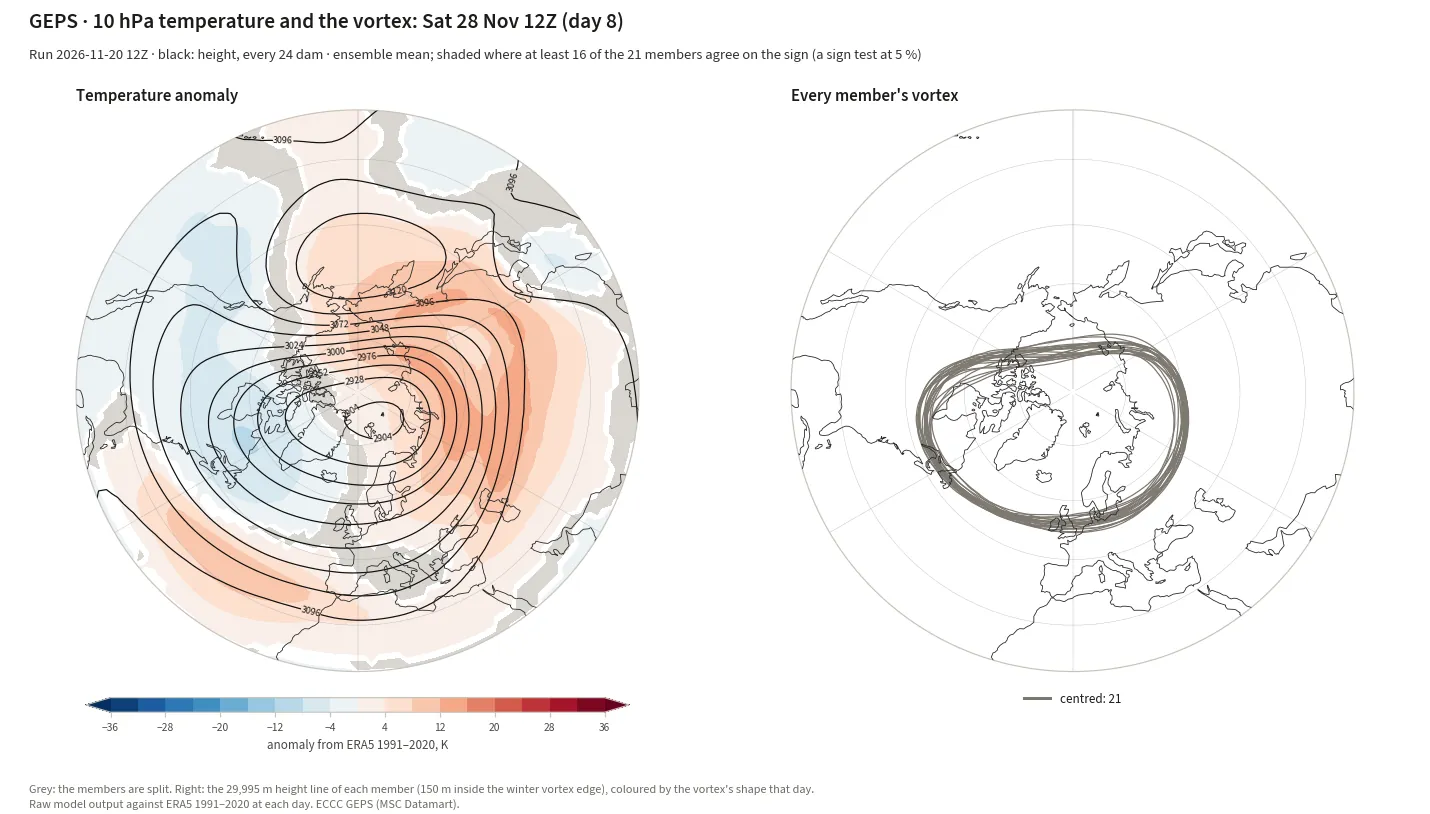 GEPS · 10 hPa temperature and the vortex: Sat 28 Nov 12Z (day 8)
Run 2026-11-20 12Z · black: height, every 24 dam · ensemble mean; shaded where at least 16 of the 21 members agree on the sign (a sign test at 5 %)
Temperature anomaly
Every member's vortex
3096
3096
3120
3096
3072
3048
3024
3000
2976
2952
2928
2904
3096
−36
−28
−20
−12
−4
4
12
20
28
36
anomaly from ERA5 1991–2020, K
centred: 21
Grey: the members are split. Right: the 29,995 m height line of each member (150 m inside the winter vortex edge), coloured by the vortex's shape that day.
Raw model output against ERA5 1991–2020 at each day. ECCC GEPS (MSC Datamart).